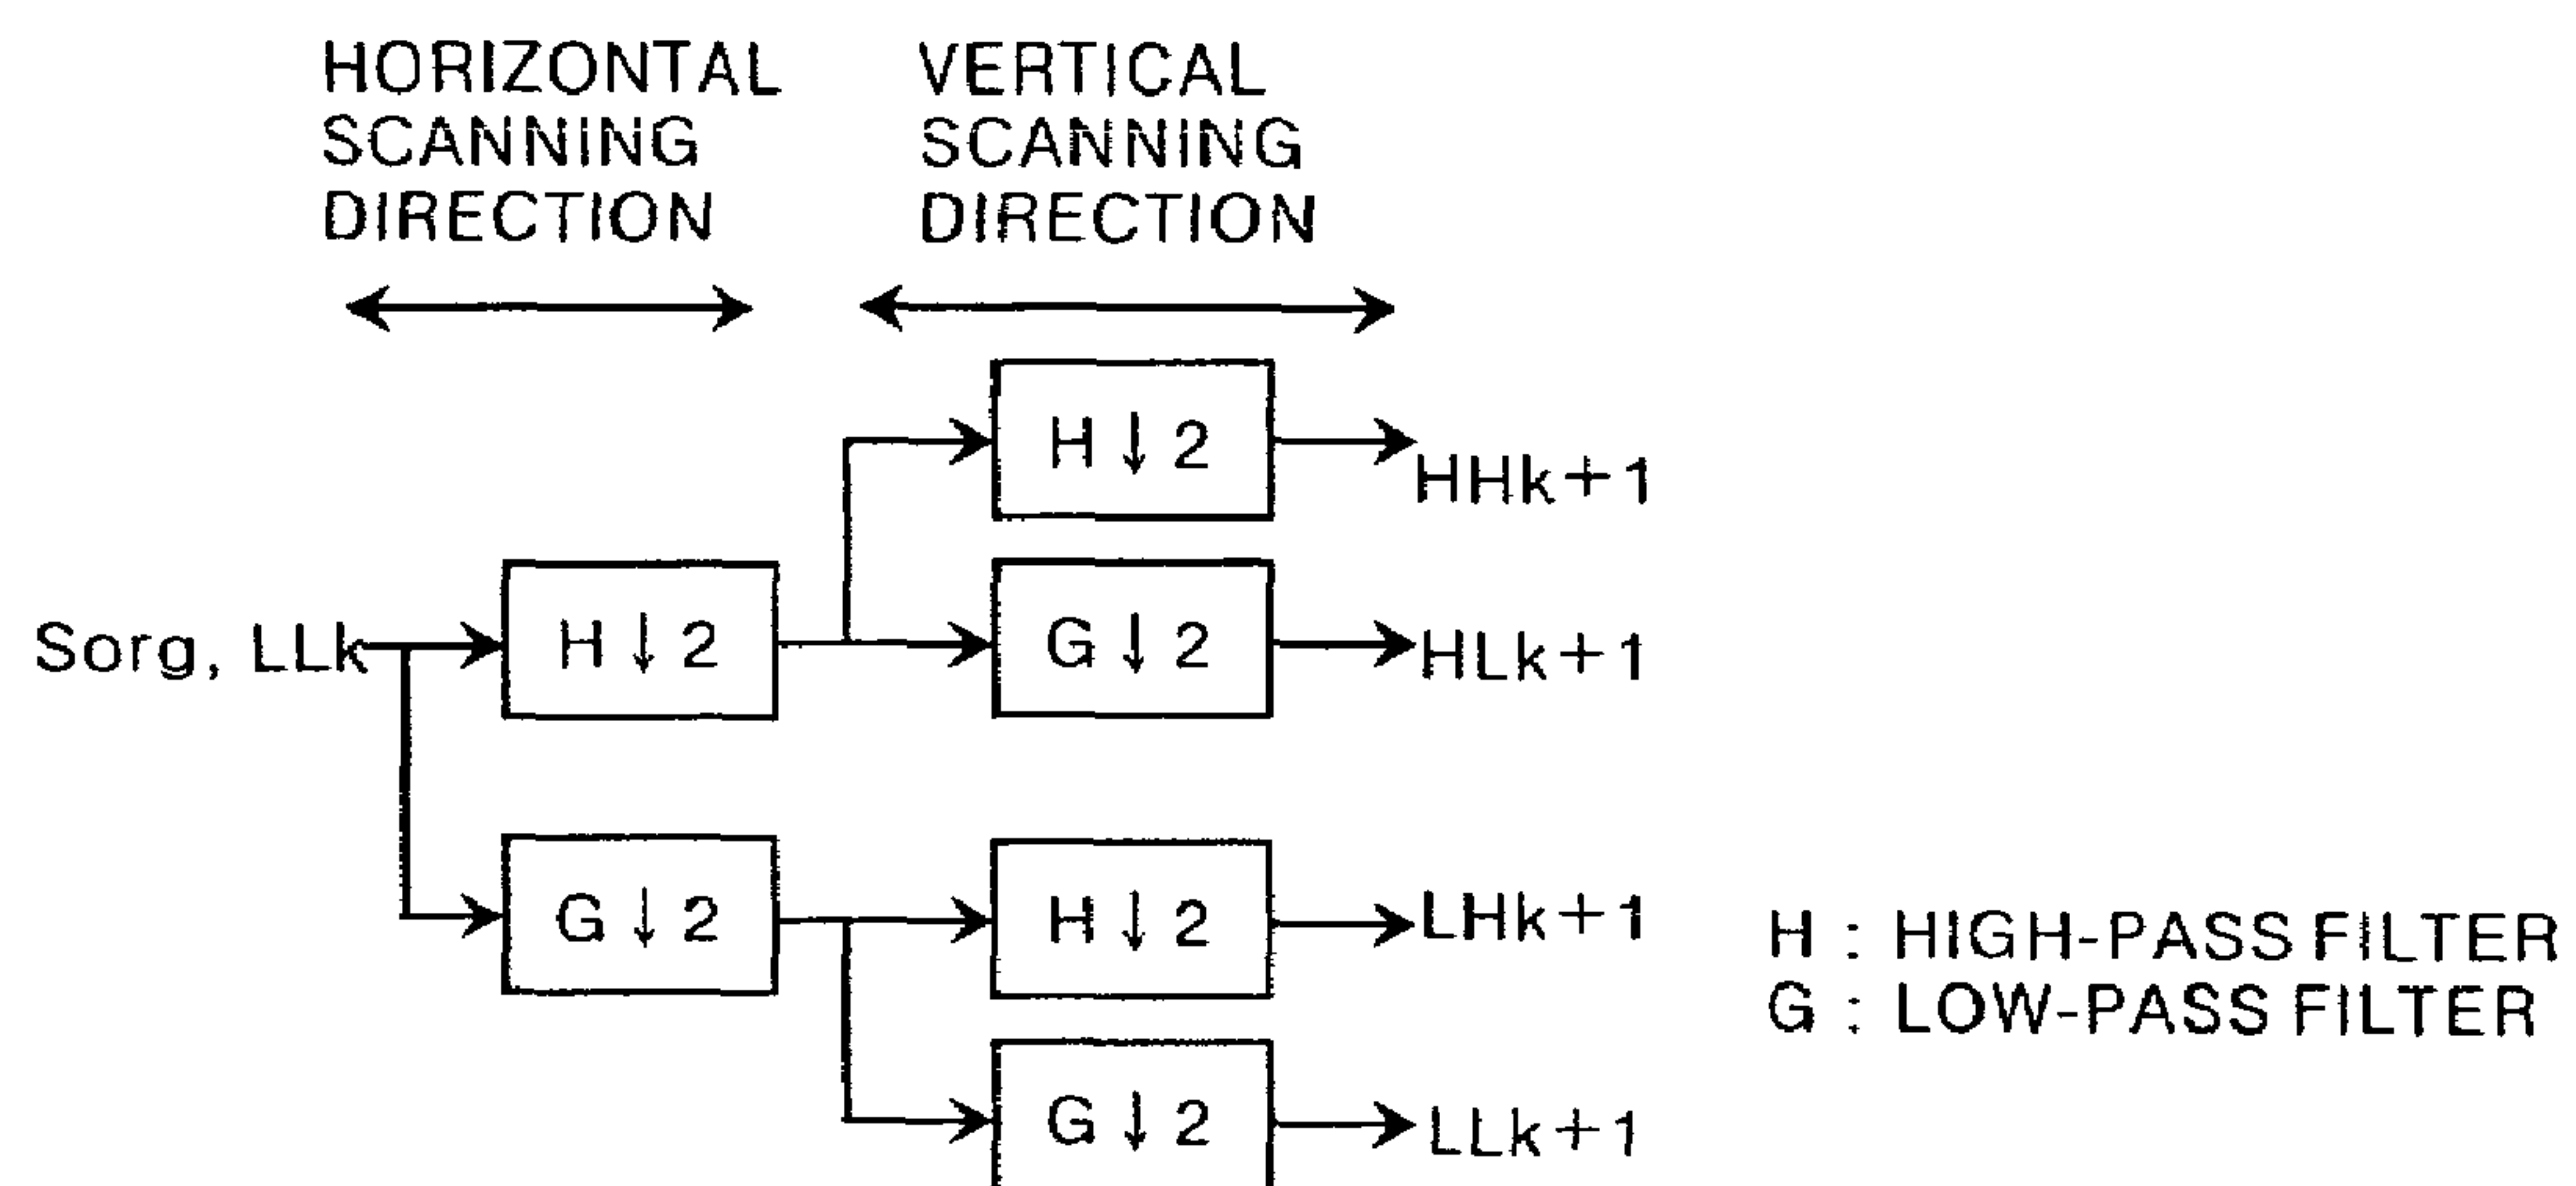 HORIZONTAL
SCANNING
DIRECTION
VERTICAL
SCANNING
DIRECTION
H↓2
HHk+1
Sorg, LLk
H↓2
G↓2
HLk+1
G↓2
H↓2
LHk+1
G↓2
LLk+1
H : HIGH-PASS FILTER
G : LOW-PASS FILTER